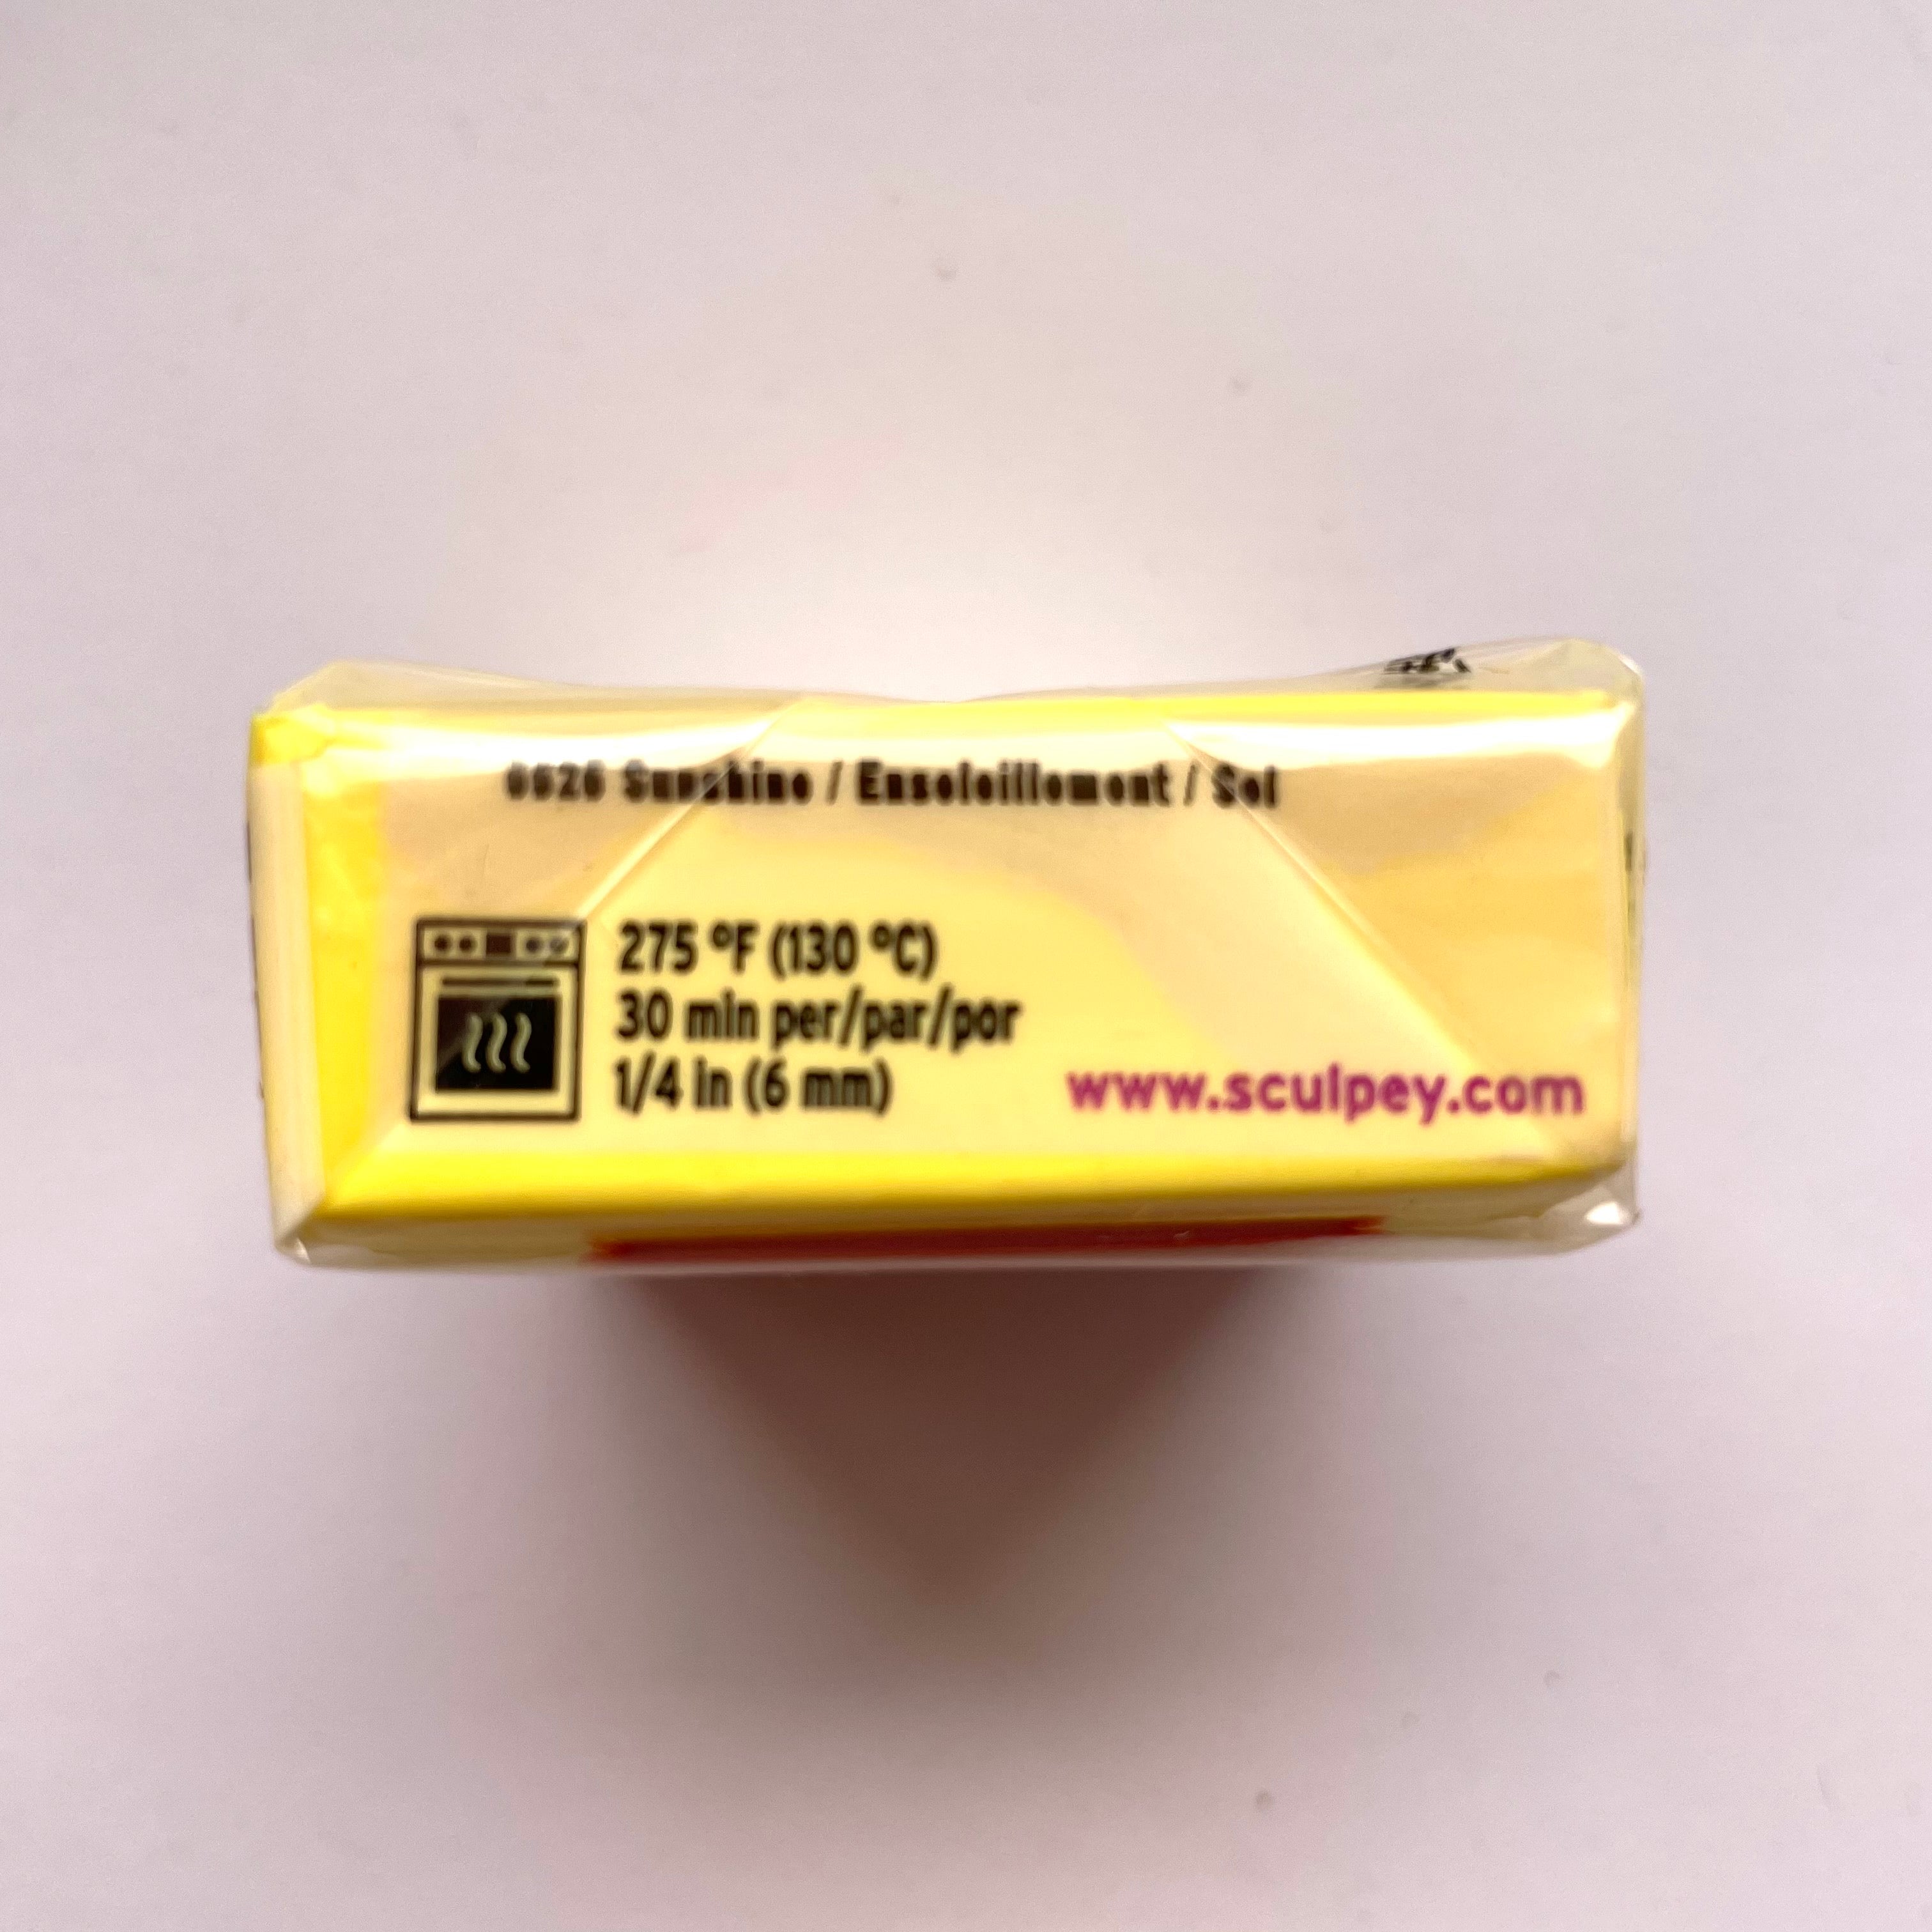 Sunshine / Ensoleillement / Sol
275 °F (130 °C)
30 min per/par/por
1/4 in (6 mm)
www.sculpey.com